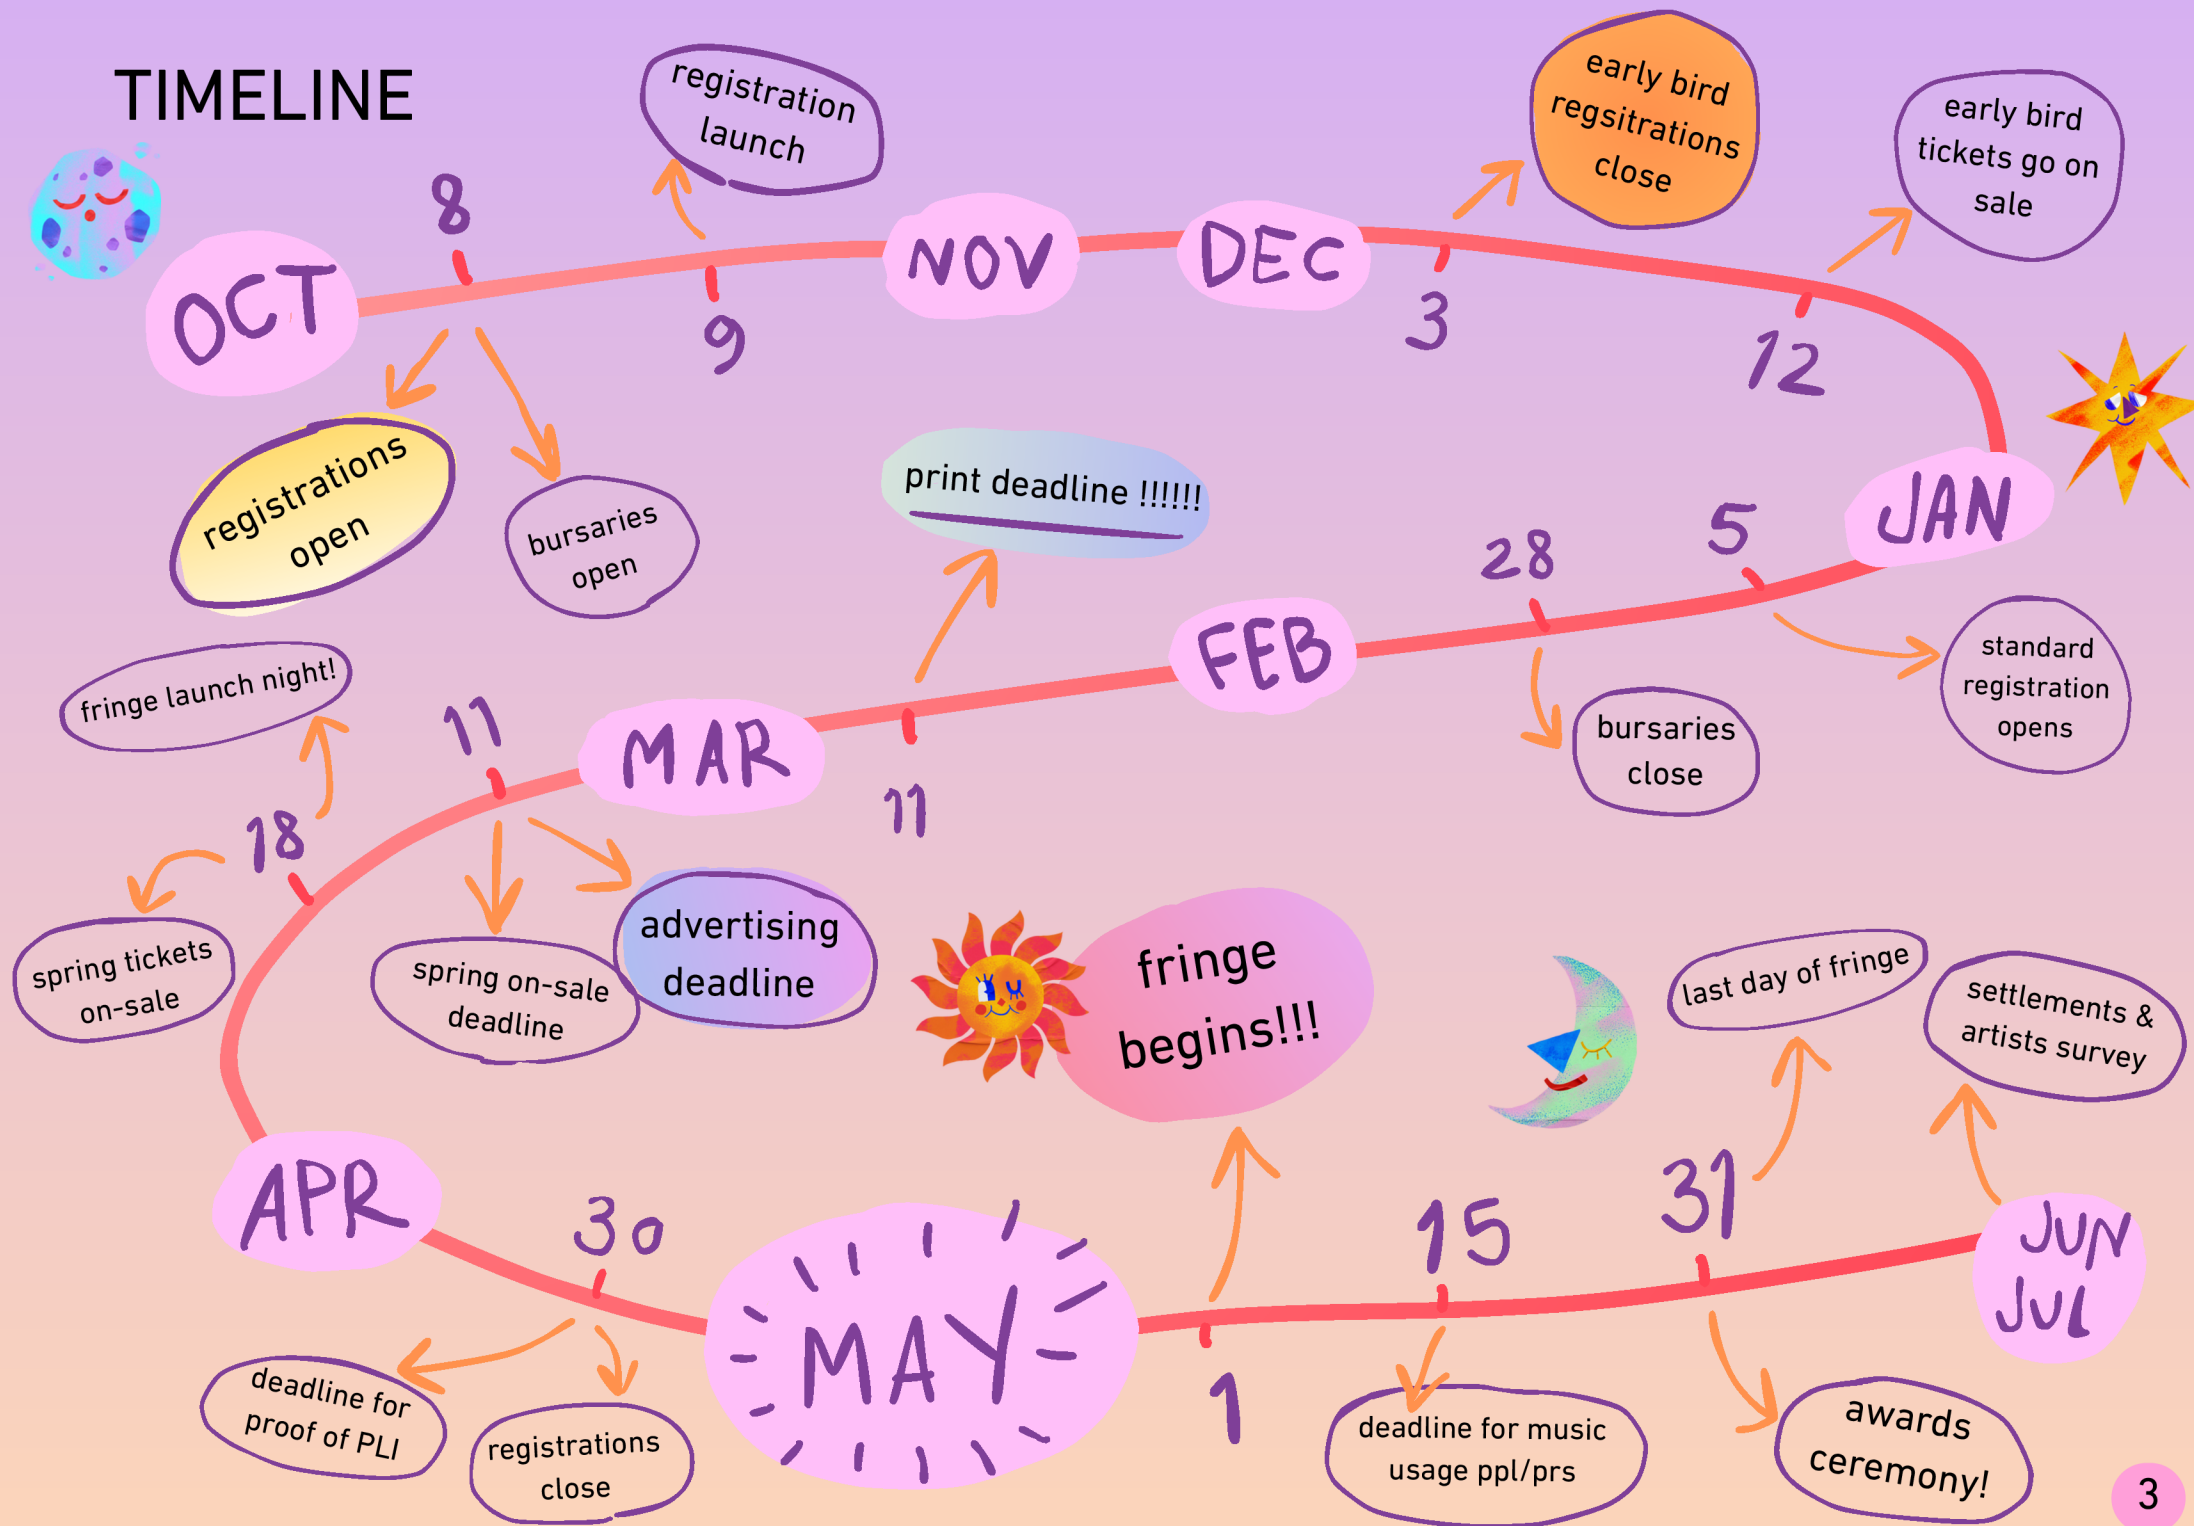 TIMELINE
OCT
8
registrations
open
bursaries
open
9
registration
launch
NOV
DEC
3
early bird
regsitrations
close
12
early bird
tickets go on
sale
JAN
5
standard
registration
opens
28
bursaries
close
FEB
11
print deadline !!!!!!
MAR
11
spring on-sale
deadline
advertising
deadline
18
fringe launch night!
spring tickets
on-sale
APR
30
deadline for
proof of PLI
registrations
close
MAY
1
fringe
begins!!!
15
deadline for music
usage ppl/prs
31
last day of fringe
awards
ceremony!
JUN
JUL
settlements &
artists survey
3